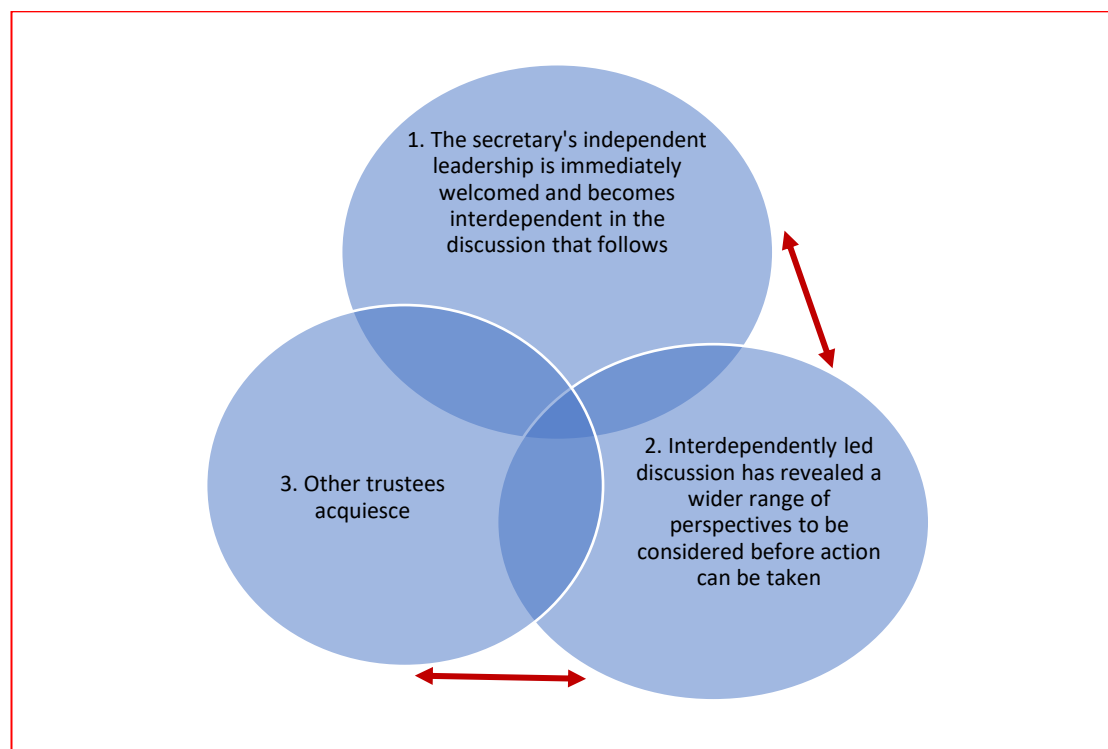 1. The secretary's independent
leadership is immediately
welcomed and becomes
interdependent in the
discussion that follows
2. Interdependently led
discussion has revealed a
wider range of
perspectives to be
considered before action
can be taken
3. Other trustees
acquiesce